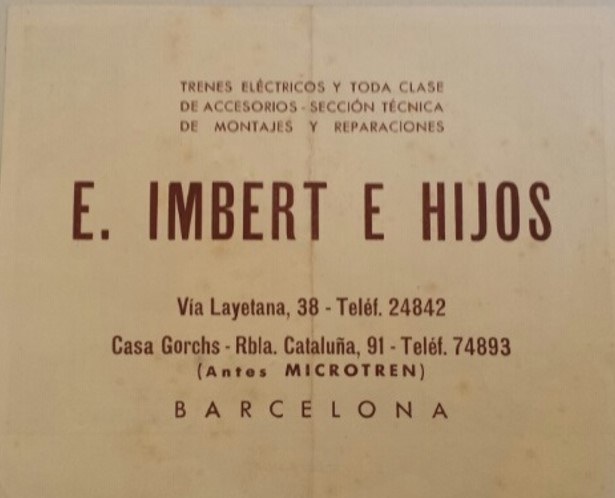 TRENES ELÉCTRICOS Y TODA CLASE
DE ACCESORIOS - SECCIÓN TÉCNICA
DE MONTAJES Y REPARACIONES
E. IMBERT E HIJOS
Vía Layetana, 38 - Teléf. 24842
Casa Gorchs - Rbla. Cataluña, 91 - Teléf. 74893
(Antes MICROTREN)
BARCELONA